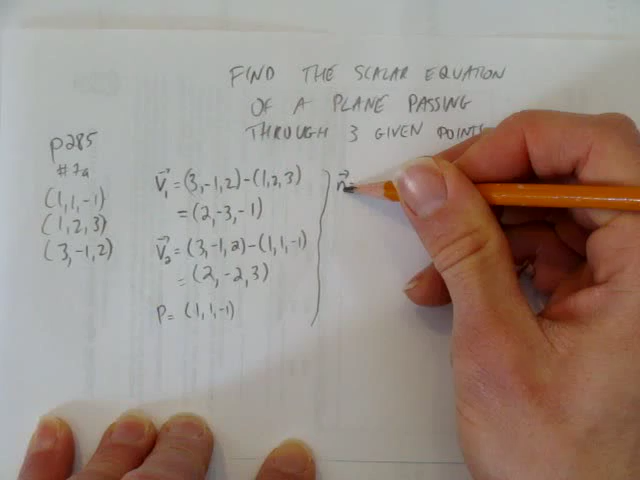 FIND THE SCALAR EQUATION
OF A PLANE PASSING
THROUGH 3 GIVEN POINTS
p285
#7a
(1,1,-1)
(1,2,3)
(3,-1,2)
V⃗₁ = (3,-1,2)-(1,2,3)
= (2,-3,-1)
V⃗₂ = (3,-1,2)-(1,1,-1)
= (2,-2,3)
P= (1,1,-1)
n⃗